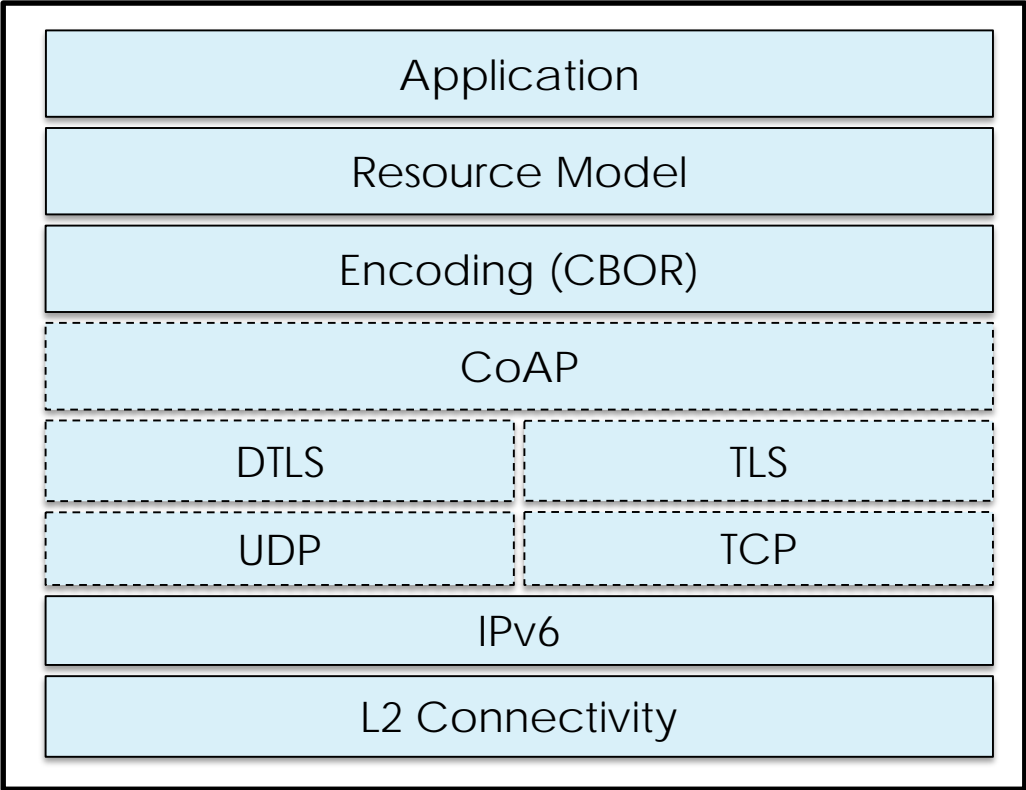 Application
Resource Model
Encoding (CBOR)
CoAP
DTLS
TLS
UDP
TCP
IPv6
L2 Connectivity